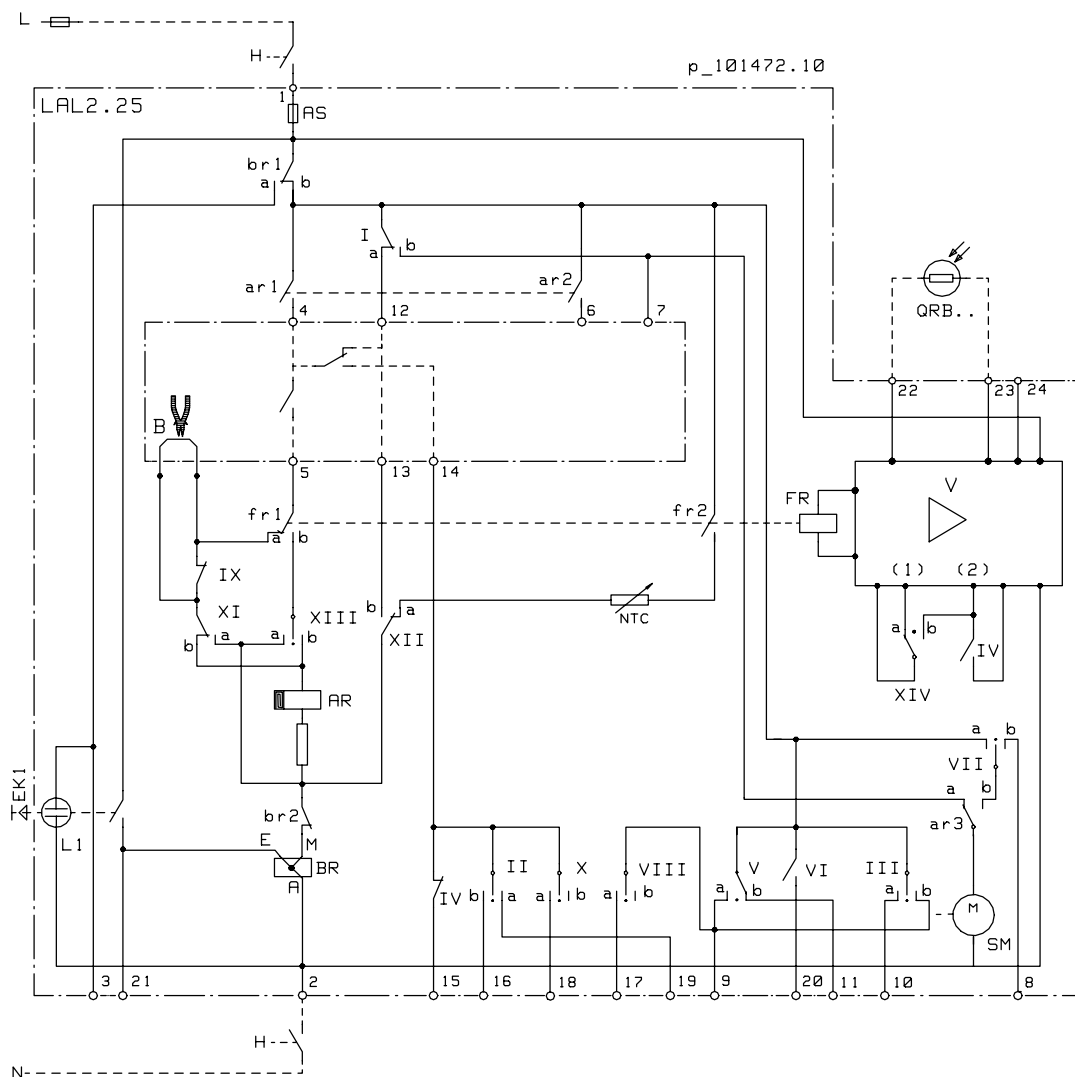 L
H
p_101472.10
1
LAL2.25
AS
br1
a b
I
a b
ar1
ar2
QRB..
4 12 6 7
22 23 24
B
5 13 14
V
FR
fr1
fr2
a b
(1) (2)
IX
XI
XIII
b a
NTC
XII
a b
IV
b a a b
XIV
AR
a b
VII
EK1
a b
br2
ar3
L1
E M
BR
A
II X VIII V VI III
M
IV b a a b a b a b a b
SM
3 21 2 15 16 18 17 19 9 20 11 10 8
H
N